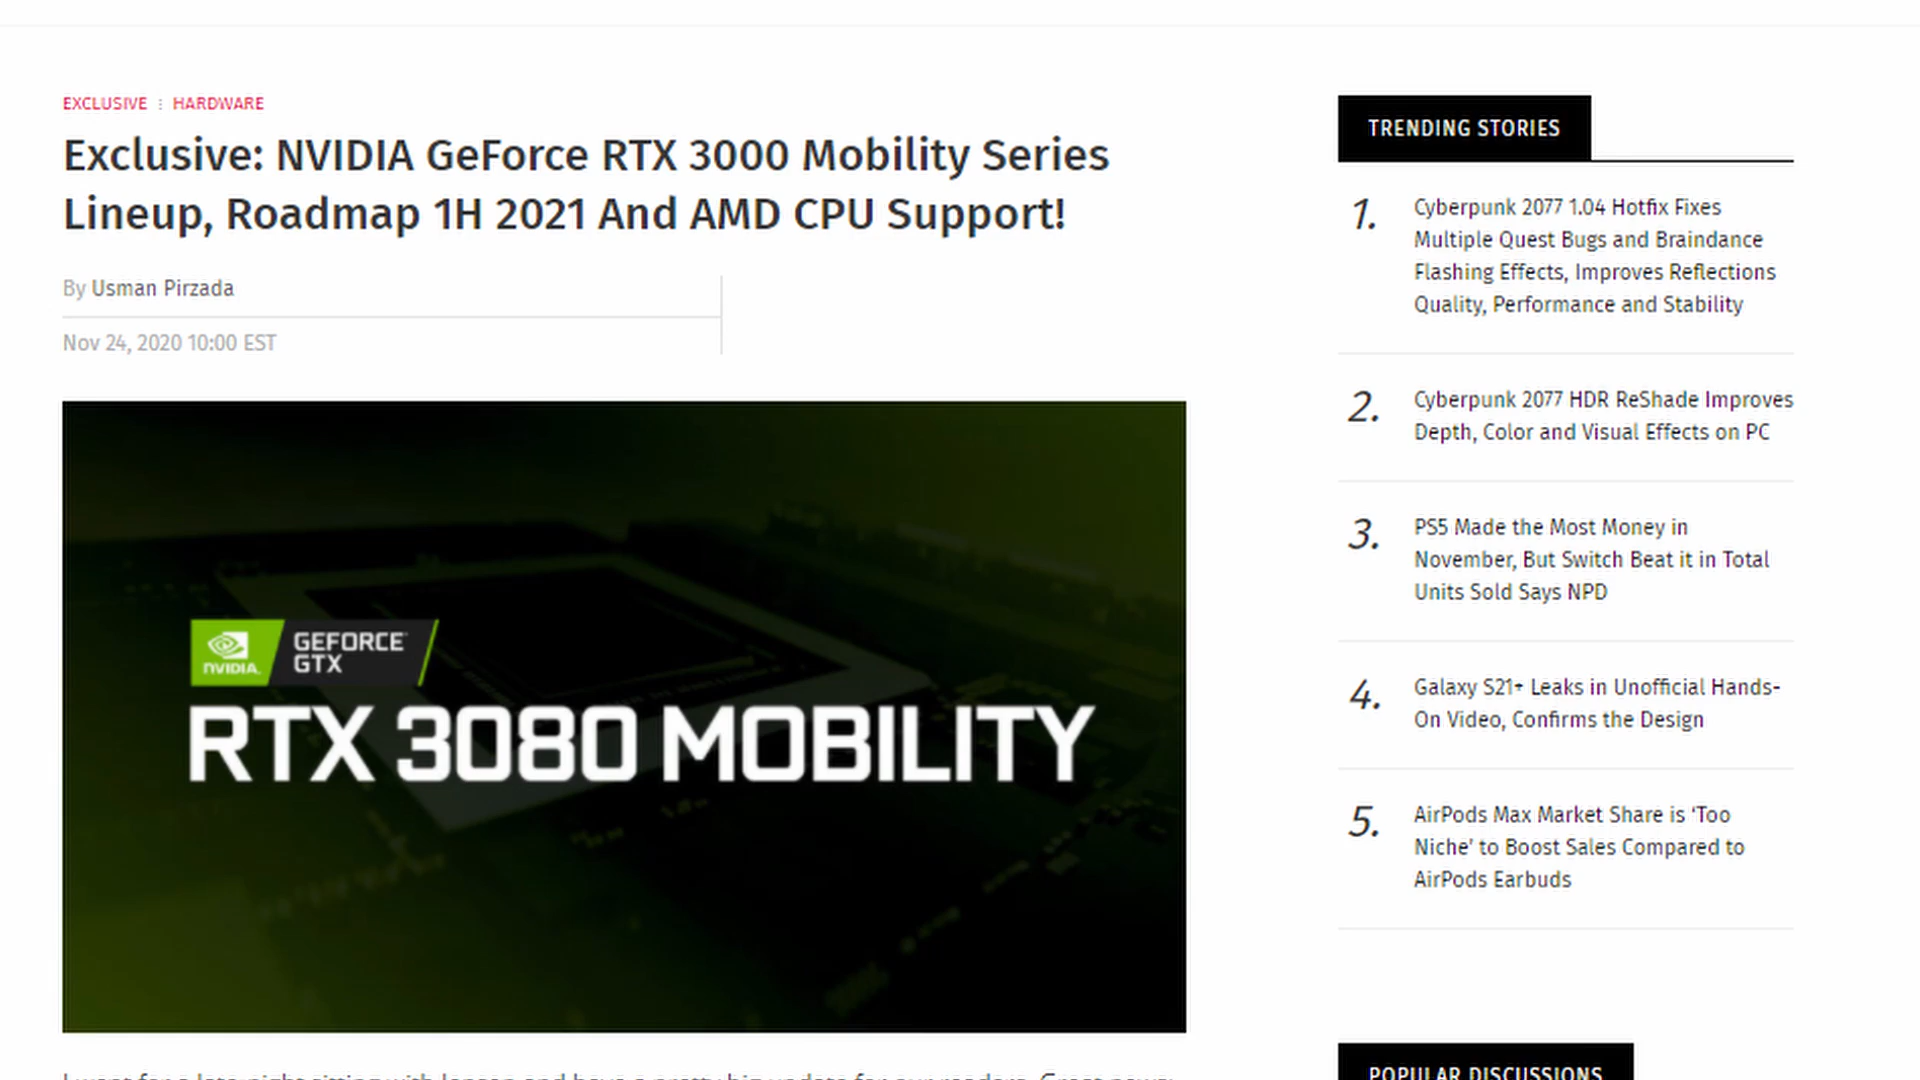 EXCLUSIVE : HARDWARE
Exclusive: NVIDIA GeForce RTX 3000 Mobility Series
Lineup, Roadmap 1H 2021 And AMD CPU Support!
By Usman Pirzada
Nov 24, 2020 10:00 EST
NVIDIA.
GEFORCE
GTX
RTX 3080 MOBILITY
TRENDING STORIES
1.
Cyberpunk 2077 1.04 Hotfix Fixes
Multiple Quest Bugs and Braindance
Flashing Effects, Improves Reflections
Quality, Performance and Stability
2.
Cyberpunk 2077 HDR ReShade Improves
Depth, Color and Visual Effects on PC
3.
PS5 Made the Most Money in
November, But Switch Beat it in Total
Units Sold Says NPD
4.
Galaxy S21+ Leaks in Unofficial Hands-
On Video, Confirms the Design
5.
AirPods Max Market Share is ‘Too
Niche’ to Boost Sales Compared to
AirPods Earbuds
POPULAR DISCUSSIONS